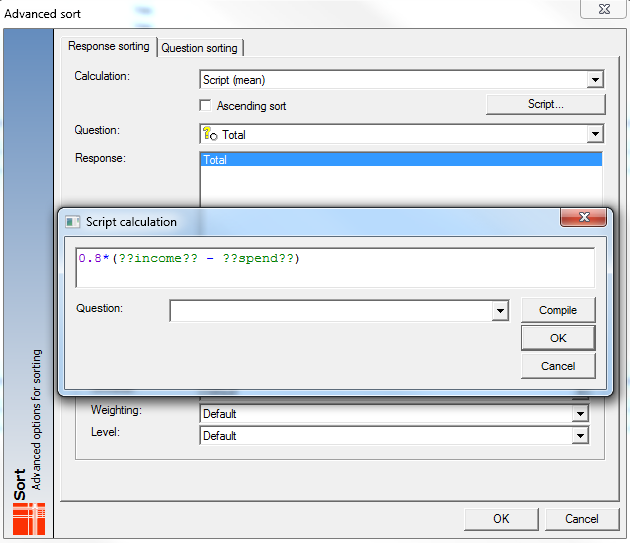 Advanced sort
Response sorting
Question sorting
Calculation:
Script (mean)
Ascending sort
Script...
Question:
Total
Response:
Total
Script calculation
0.8*(??income?? - ??spend??)
Question:
Compile
OK
Cancel
Weighting:
Default
Level:
Default
Sort
Advanced options for sorting
OK
Cancel